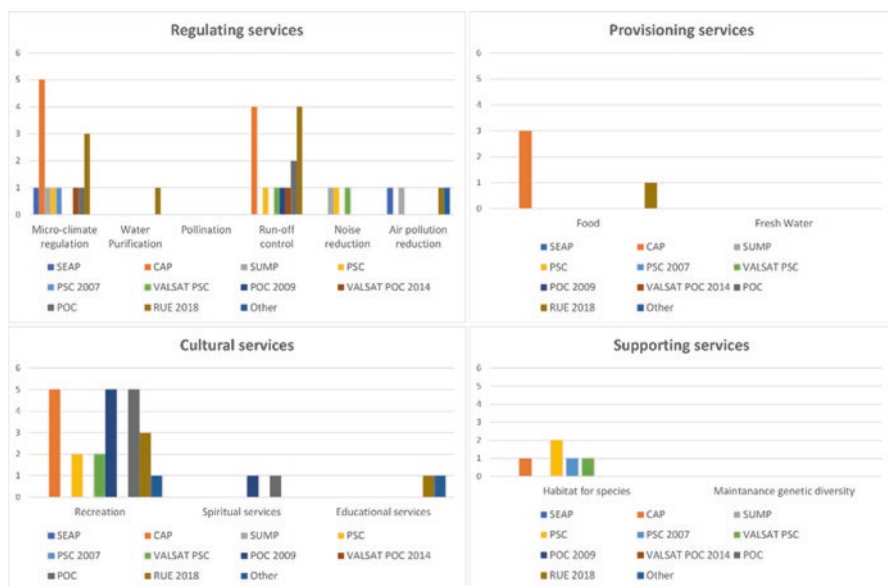 Regulating services
6
5
4
3
2
1
0
Micro-climate regulation
Water Purification
Pollination
Run-off control
Noise reduction
Air pollution reduction
SEAP CAP SUMP PSC
PSC 2007 VALSAT PSC POC 2009 VALSAT POC 2014
POC RUE 2018 Other
Provisioning services
6
5
4
3
2
1
0
Food Fresh Water
SEAP CAP SUMP
PSC PSC 2007 VALSAT PSC
POC 2009 VALSAT POC 2014 POC
RUE 2018 Other
Cultural services
6
5
4
3
2
1
0
Recreation Spiritual services Educational services
SEAP CAP SUMP PSC
PSC 2007 VALSAT PSC POC 2009 VALSAT POC 2014
POC RUE 2018 Other
Supporting services
6
5
4
3
2
1
0
Habitat for species Maintanance genetic diversity
SEAP CAP SUMP
PSC PSC 2007 VALSAT PSC
POC 2009 VALSAT POC 2014 POC
RUE 2018 Other